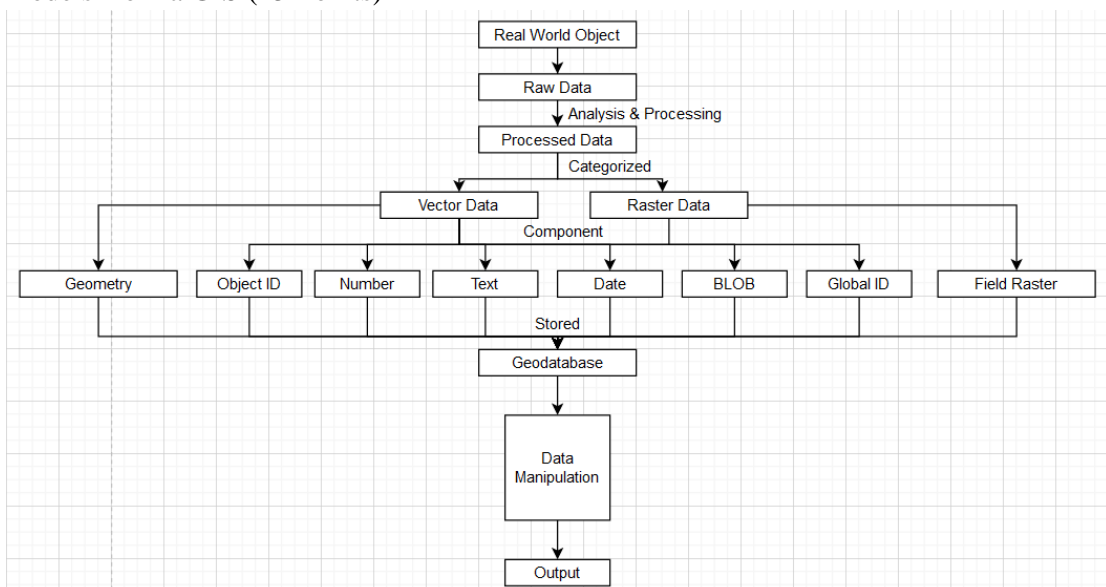 Real World Object
Raw Data
Analysis & Processing
Processed Data
Categorized
Vector Data
Raster Data
Component
Geometry
Object ID
Number
Text
Date
BLOB
Global ID
Field Raster
Stored
Geodatabase
Data
Manipulation
Output